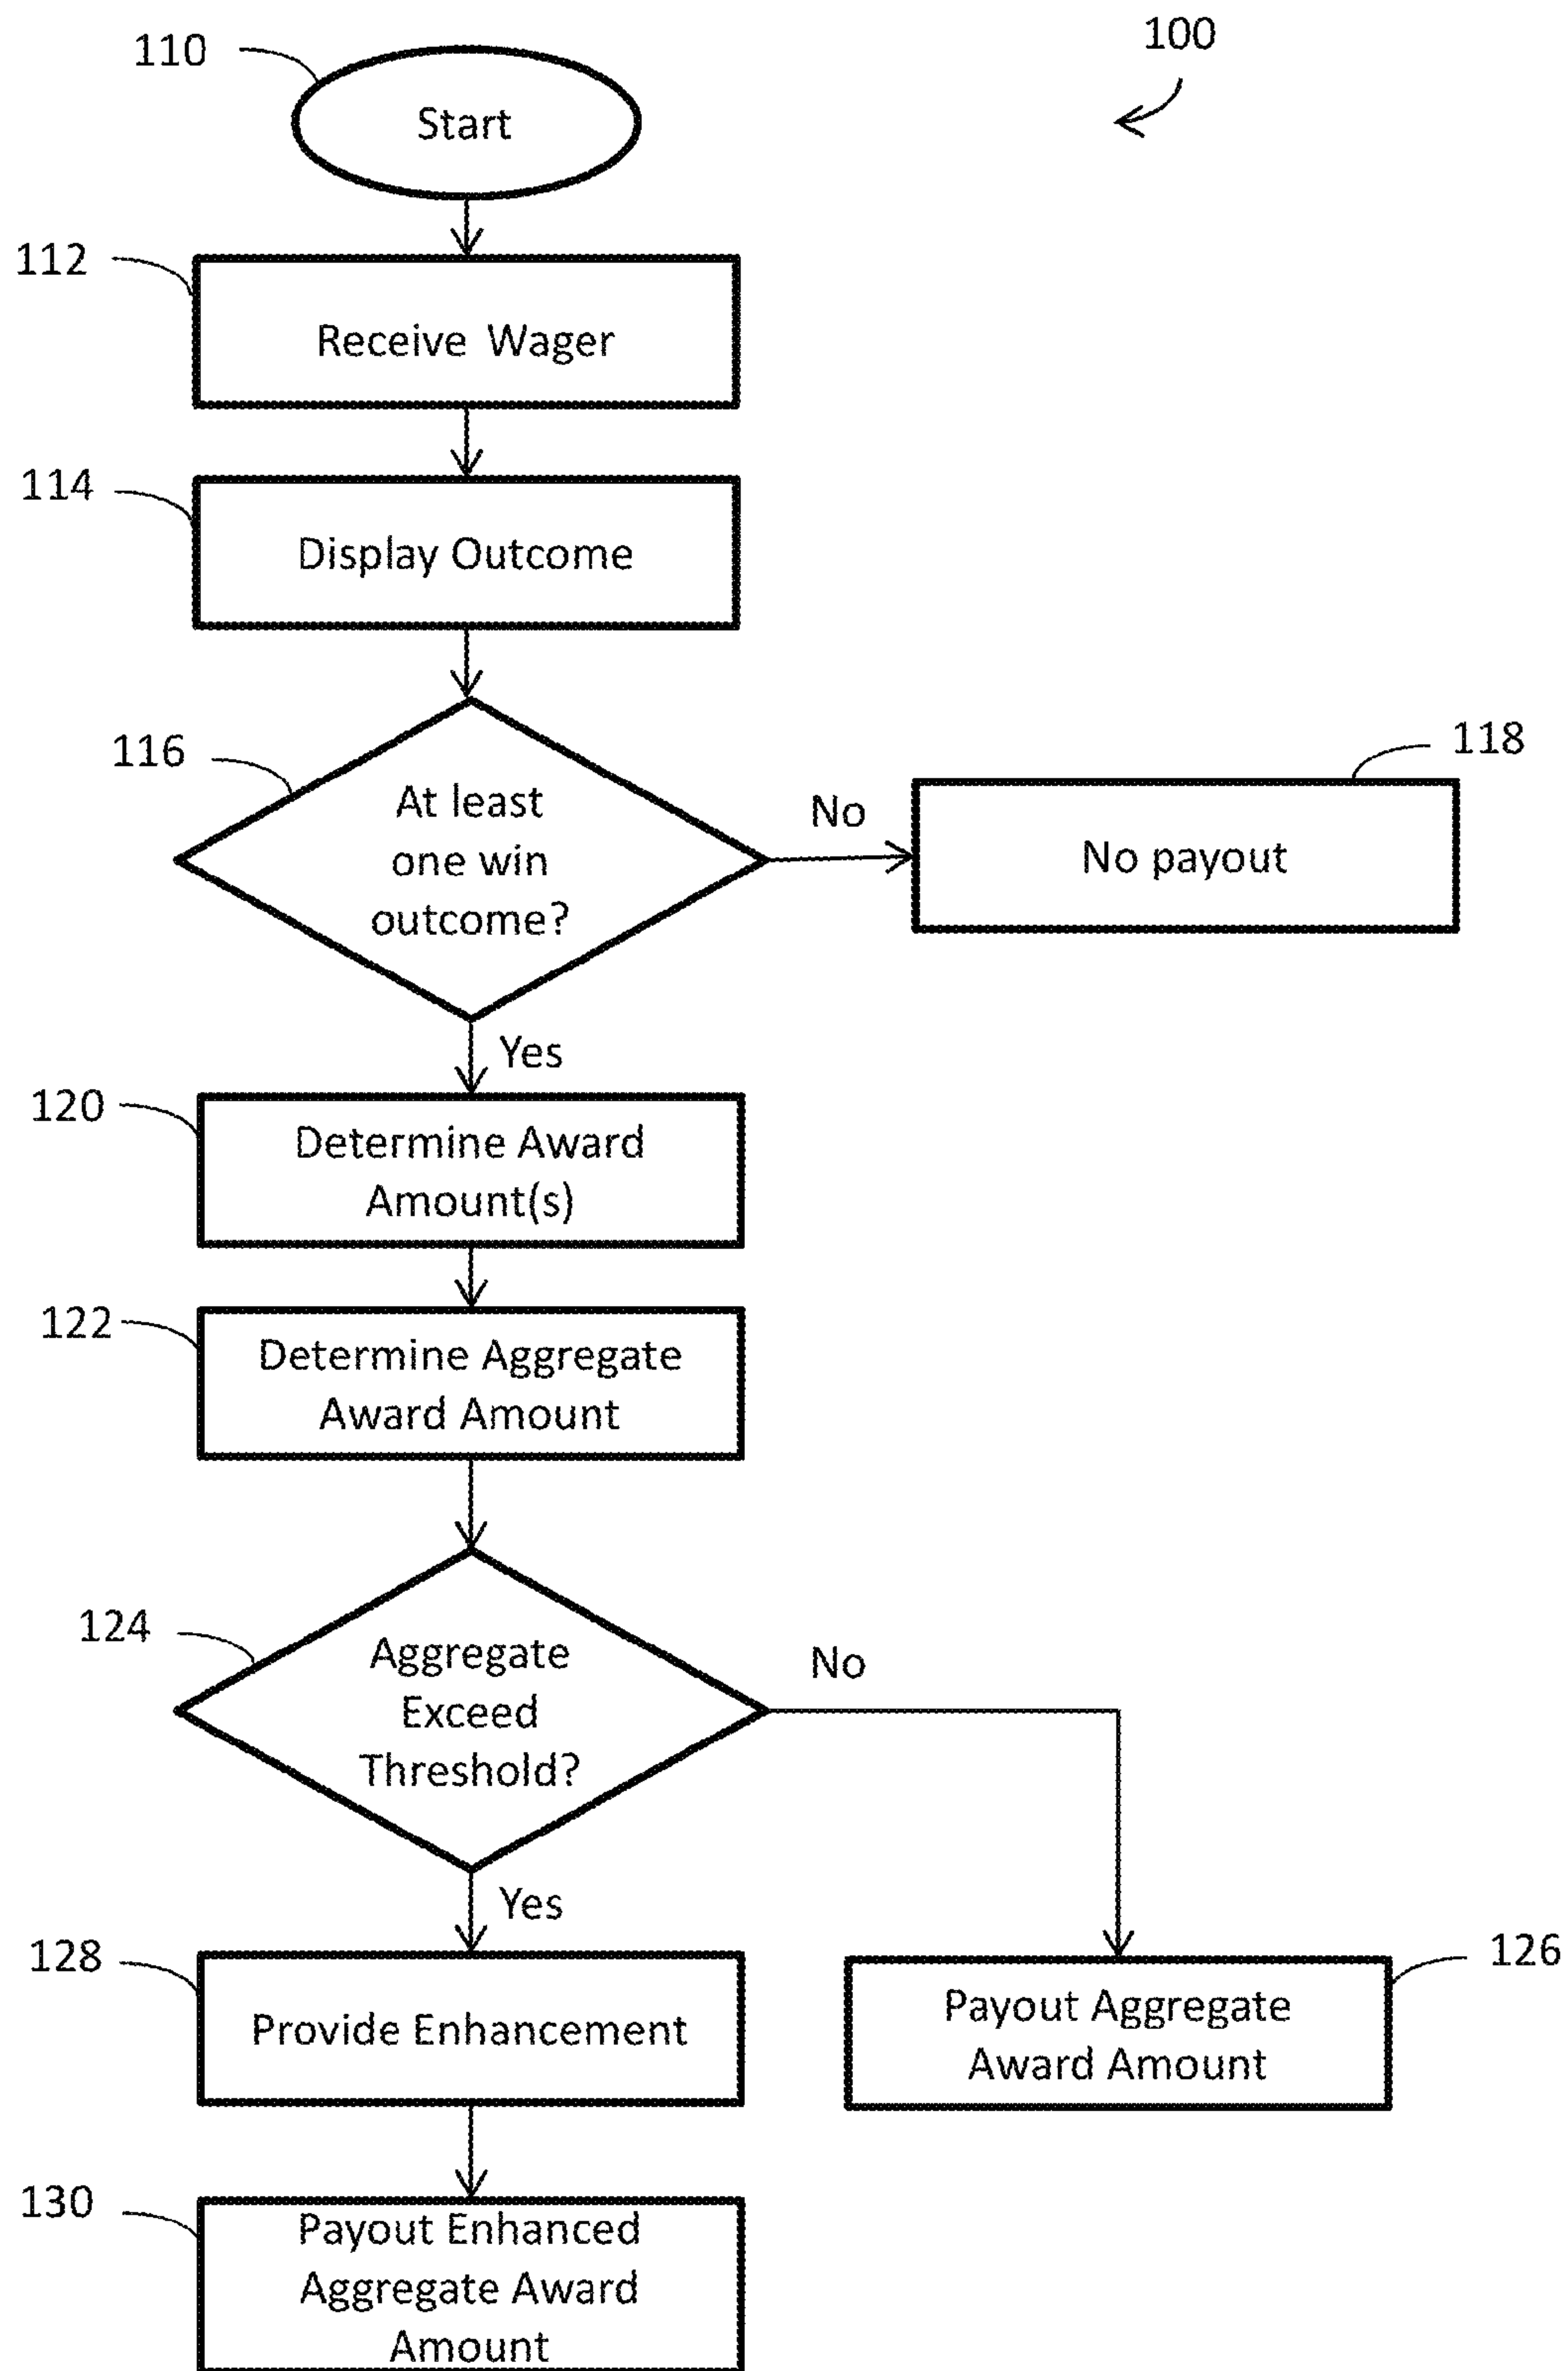 110
100
Start
112
Receive Wager
114
Display Outcome
116
118
At least
one win
outcome?
No
No payout
Yes
120
Determine Award
Amount(s)
122
Determine Aggregate
Award Amount
124
Aggregate
Exceed
Threshold?
No
Yes
128
Provide Enhancement
126
Payout Aggregate
Award Amount
130
Payout Enhanced
Aggregate Award
Amount